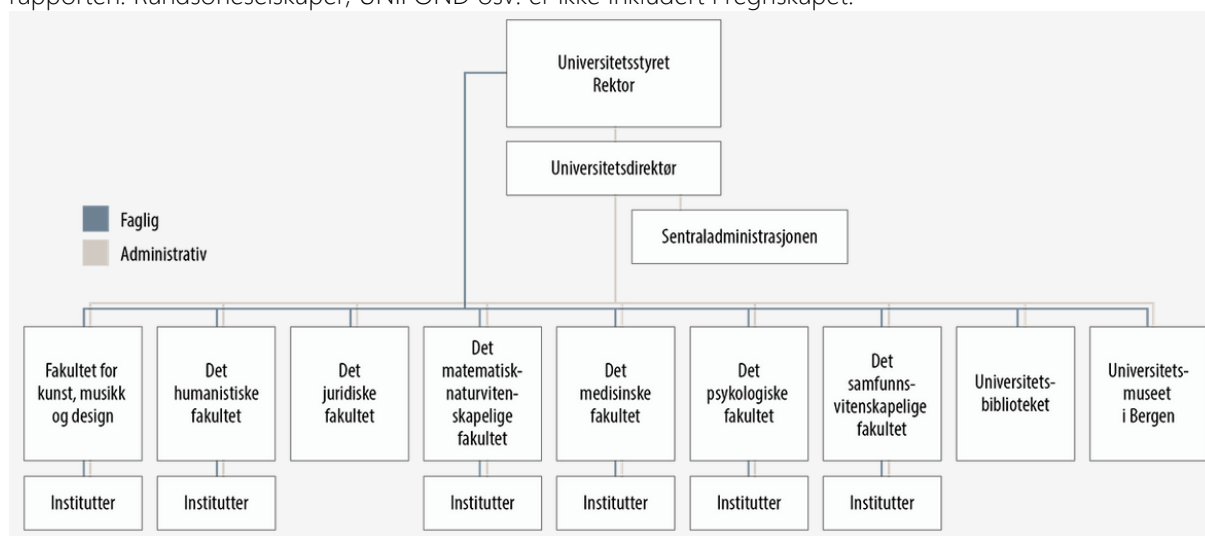 rapporten. Randsoneselskaper, UNIFOND osv. er ikke inkludert i regnskapet.
Universitetsstyret
Rektor
Universitetsdirektør
Sentraladministrasjonen
Faglig
Administrativ
Fakultet for
kunst, musikk
og design
Det
humanistiske
fakultet
Det
juridiske
fakultet
Det
matematisk-
naturviten-
skapelige
fakultet
Det
medisinske
fakultet
Det
psykologiske
fakultet
Det
samfunns-
vitenskapelige
fakultet
Universitets-
biblioteket
Universitets-
museet
i Bergen
Institutter
Institutter
Institutter
Institutter
Institutter
Institutter